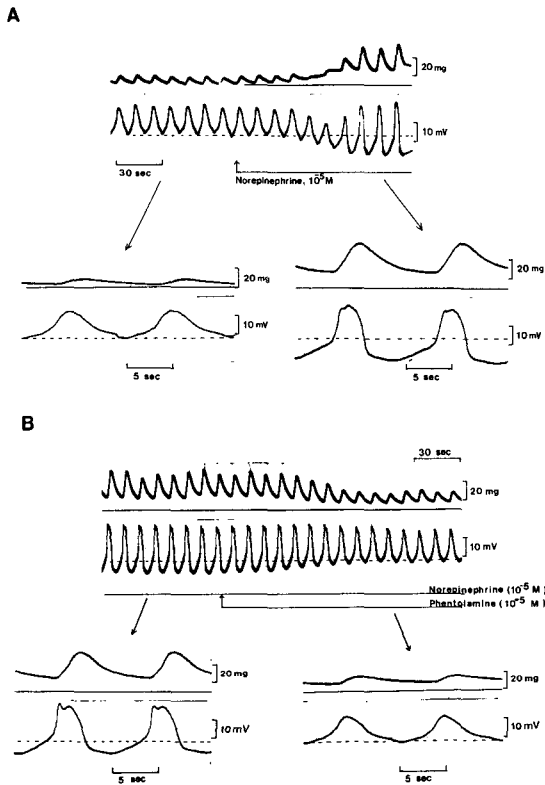 A
20 mg
10 mV
30 sec
Norepinephrine, 10⁻⁵M
20 mg
20 mg
10 mV
10 mV
5 sec
5 sec
B
30 sec
20 mg
10 mV
Norepinephrine (10⁻⁵ M)
Phentolamine (10⁻⁵ M)
20 mg
20 mg
10 mV
10 mV
5 sec
5 sec